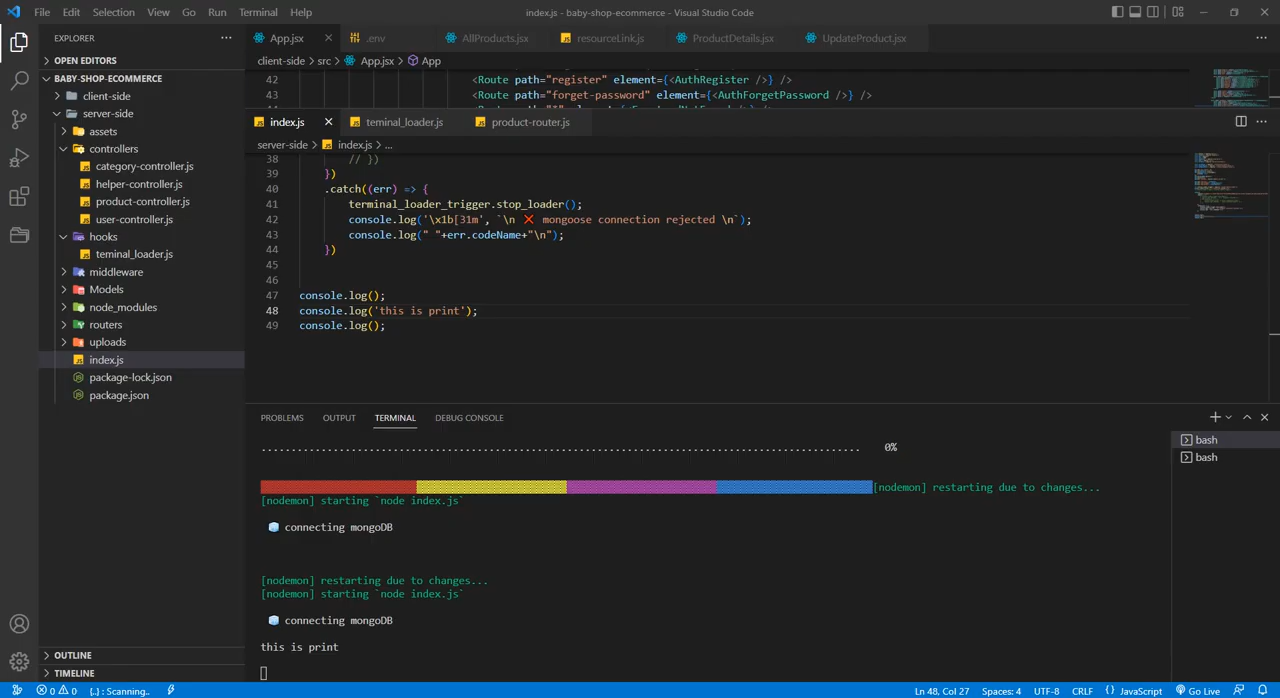 File Edit Selection View Go Run Terminal Help
index.js - baby-shop-ecommerce - Visual Studio Code
EXPLORER
OPEN EDITORS
BABY-SHOP-ECOMMERCE
client-side
server-side
assets
controllers
category-controller.js
helper-controller.js
product-controller.js
user-controller.js
hooks
teminal_loader.js
middleware
Models
node_modules
routers
uploads
index.js
package-lock.json
package.json
OUTLINE
TIMELINE
App.jsx .env AllProducts.jsx resourceLink.js ProductDetails.jsx UpdateProduct.jsx
client-side > src > App.jsx > App
42 <Route path="register" element={<AuthRegister />} />
43 <Route path="forget-password" element={<AuthForgetPassword />} />
index.js teminal_loader.js product-router.js
server-side > index.js > ...
38 // })
39 })
40 .catch((err) => {
41 terminal_loader_trigger.stop_loader();
42 console.log('\x1b[31m', `\n ❌ mongoose connection rejected \n`);
43 console.log(" "+err.codeName+"\n");
44 })
45
46
47 console.log();
48 console.log('this is print');
49 console.log();
PROBLEMS OUTPUT TERMINAL DEBUG CONSOLE
.................................................................................................... 0%
[nodemon] restarting due to changes...
[nodemon] starting `node index.js`
connecting mongoDB
[nodemon] restarting due to changes...
[nodemon] starting `node index.js`
connecting mongoDB
this is print
bash
bash
0 0 {..} : Scanning.. Ln 48, Col 27 Spaces: 4 UTF-8 CRLF {} JavaScript Go Live